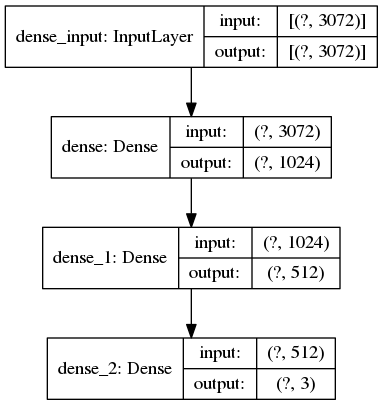 dense_input: InputLayer
input: [(?, 3072)]
output: [(?, 3072)]
dense: Dense
input: (?, 3072)
output: (?, 1024)
dense_1: Dense
input: (?, 1024)
output: (?, 512)
dense_2: Dense
input: (?, 512)
output: (?, 3)